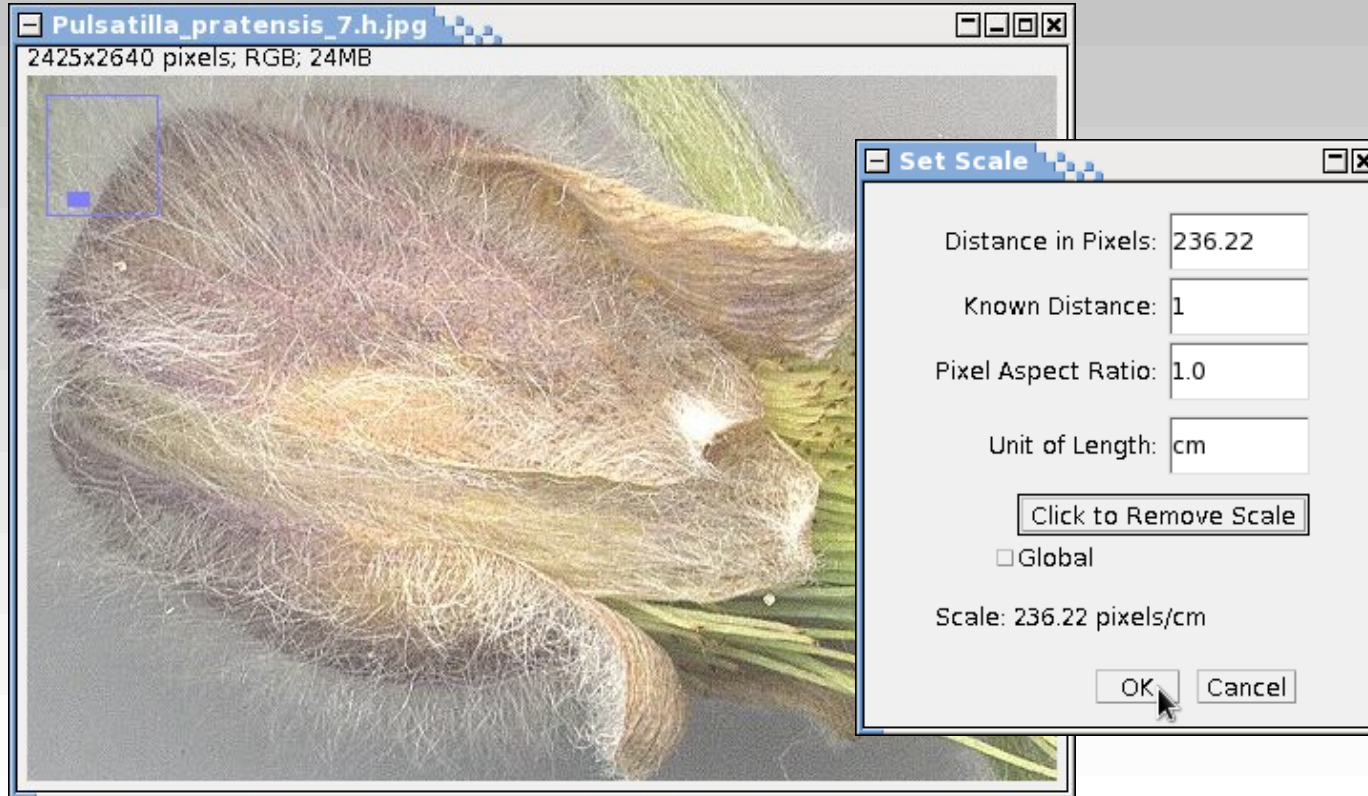 Pulsatilla_pratensis_7.h.jpg
2425x2640 pixels; RGB; 24MB
Set Scale
Distance in Pixels: 236.22
Known Distance: 1
Pixel Aspect Ratio: 1.0
Unit of Length: cm
Click to Remove Scale
Global
Scale: 236.22 pixels/cm
OK Cancel